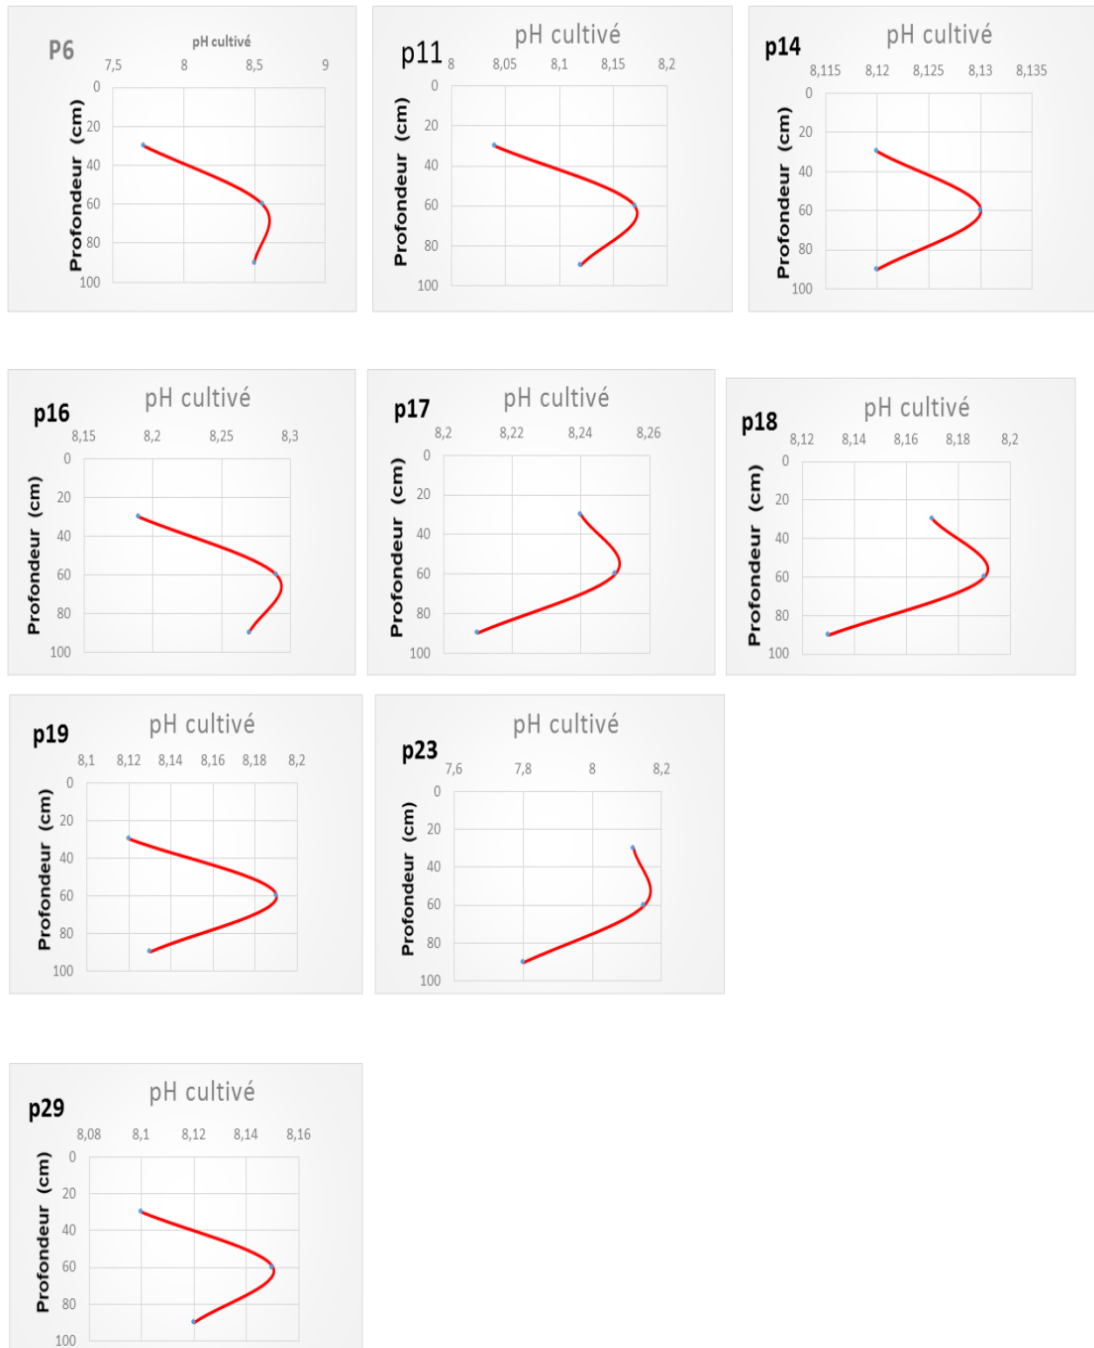 P6
pH cultivé
7,5 8 8,5 9
0
20
40
60
80
100
Profondeur (cm)
p11
pH cultivé
8 8,05 8,1 8,15 8,2
0
20
40
60
80
100
Profondeur (cm)
p14
pH cultivé
8,115 8,12 8,125 8,13 8,135
0
20
40
60
80
100
Profondeur (cm)
p16
pH cultivé
8,15 8,2 8,25 8,3
0
20
40
60
80
100
Profondeur (cm)
p17
pH cultivé
8,2 8,22 8,24 8,26
0
20
40
60
80
100
Profondeur (cm)
p18
pH cultivé
8,12 8,14 8,16 8,18 8,2
0
20
40
60
80
100
Profondeur (cm)
p19
pH cultivé
8,1 8,12 8,14 8,16 8,18 8,2
0
20
40
60
80
100
Profondeur (cm)
p23
pH cultivé
7,6 7,8 8 8,2
0
20
40
60
80
100
Profondeur (cm)
p29
pH cultivé
8,08 8,1 8,12 8,14 8,16
0
20
40
60
80
100
Profondeur (cm)